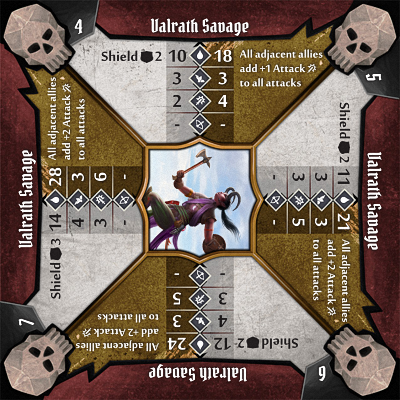 4
Valrath Savage
Shield 2 10 18 All adjacent allies
3 3 add +1 Attack
2 4 to all attacks
- -
5
Valrath Savage
Shield 2 11 21 All adjacent allies
3 3 add +2 Attack
3 5 to all attacks
- -
6
Valrath Savage
Shield 2 12 24 All adjacent allies
3 4 add +2 Attack
3 5 to all attacks
- -
7
Valrath Savage
Shield 3 14 28 All adjacent allies
3 3 add +2 Attack
4 6 to all attacks
- -